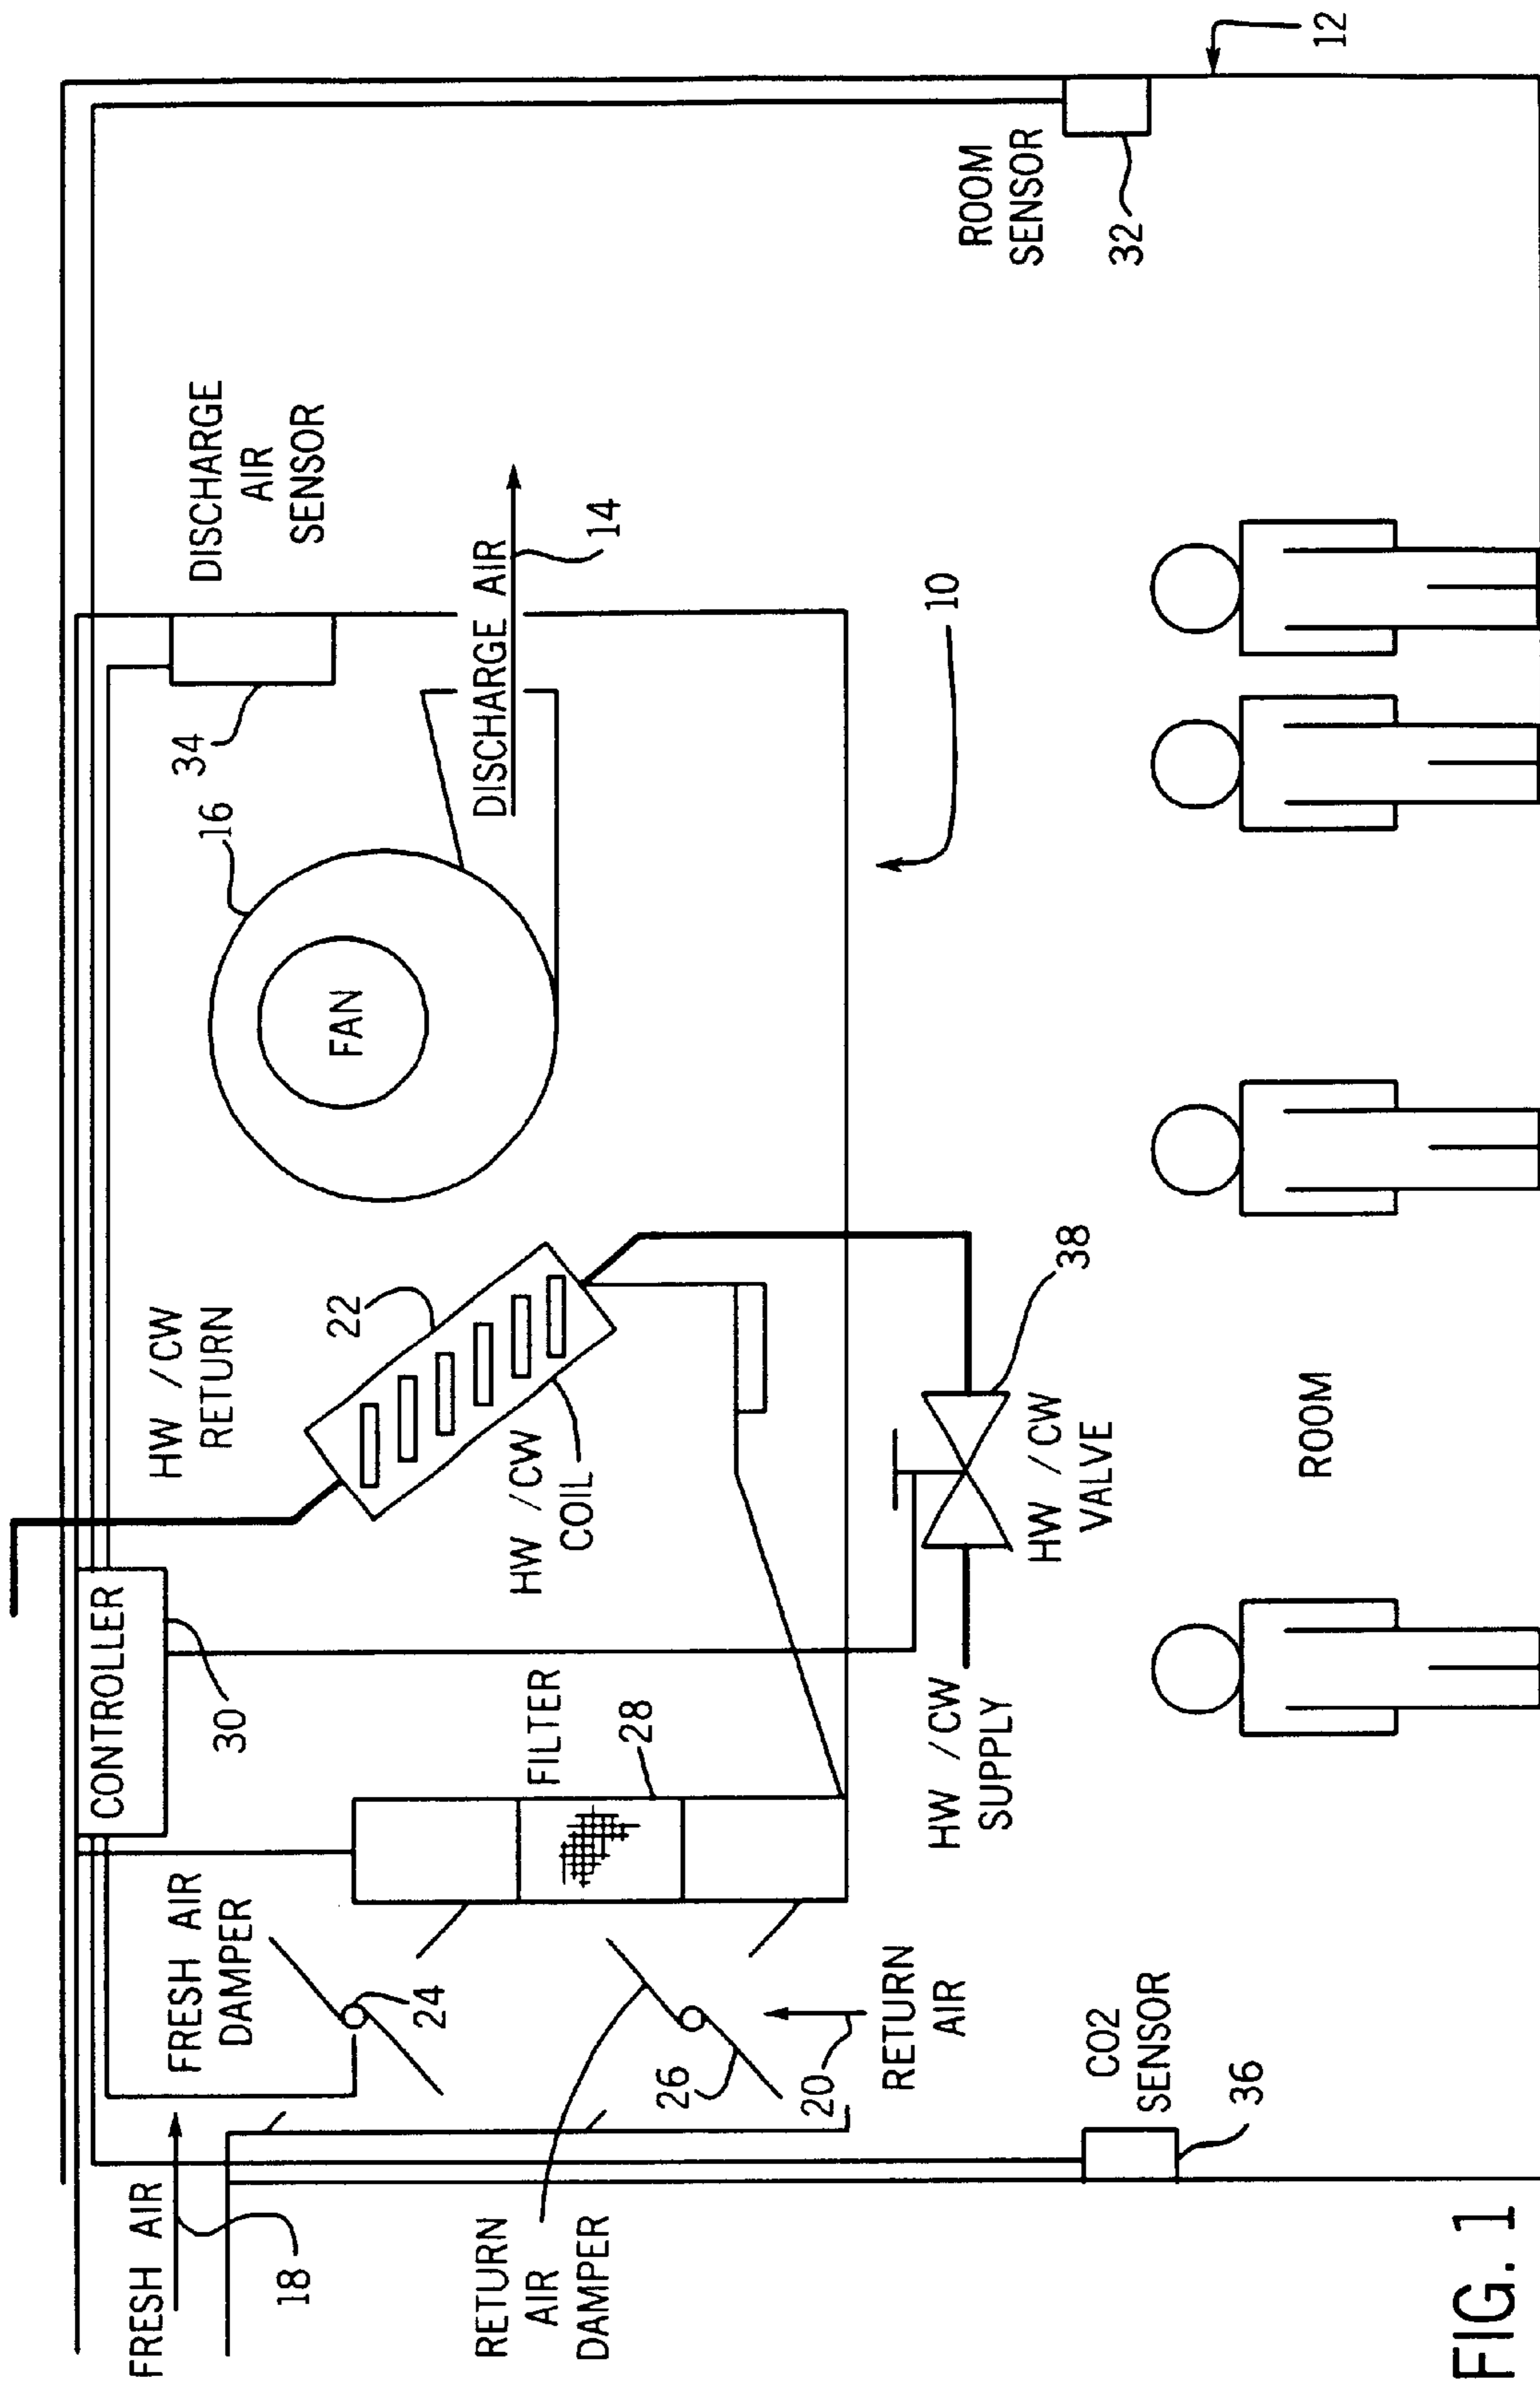 FRESH AIR
18
FRESH AIR
DAMPER
24
RETURN
AIR
DAMPER
26
20
RETURN
AIR
CO2
SENSOR
36
CONTROLLER
30
FILTER
28
HW /CW
SUPPLY
HW /CW
RETURN
22
HW /CW
COIL
HW /CW
VALVE
38
FAN
16
34
DISCHARGE
AIR
SENSOR
DISCHARGE AIR
14
10
ROOM
ROOM
SENSOR
32
12
FIG. 1